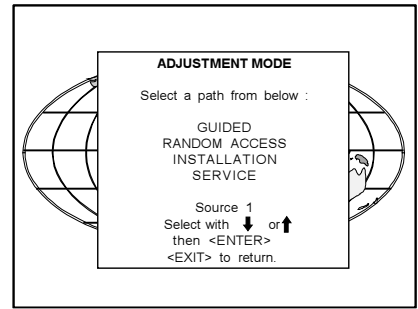 ADJUSTMENT MODE
Select a path from below :
GUIDED
RANDOM ACCESS
INSTALLATION
SERVICE
Source 1
Select with ⬇ or ⬆
then <ENTER>
<EXIT> to return.